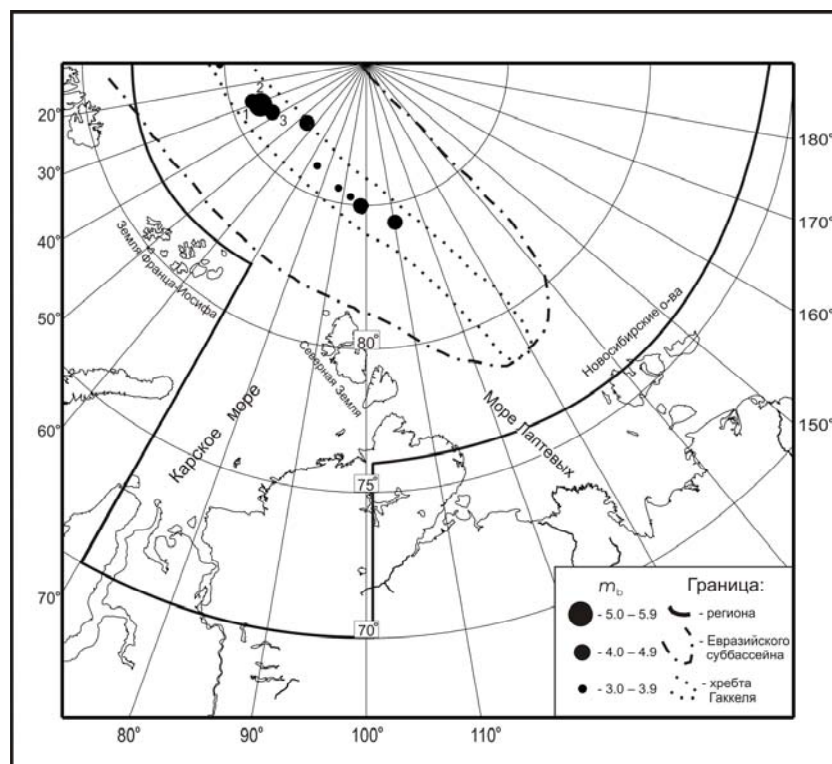 2
1
3
20°
30°
40°
50°
60°
70°
180°
170°
160°
150°
Земля Франца-Иосифа
Северная Земля
Новосибирские о-ва
80°
Карское море
Море Лаптевых
75°
70°
m_b
Граница:
- 5.0 – 5.9
- региона
- 4.0 – 4.9
- Евразийского
суббассейна
- 3.0 – 3.9
- хребта
Гаккеля
80°
90°
100°
110°